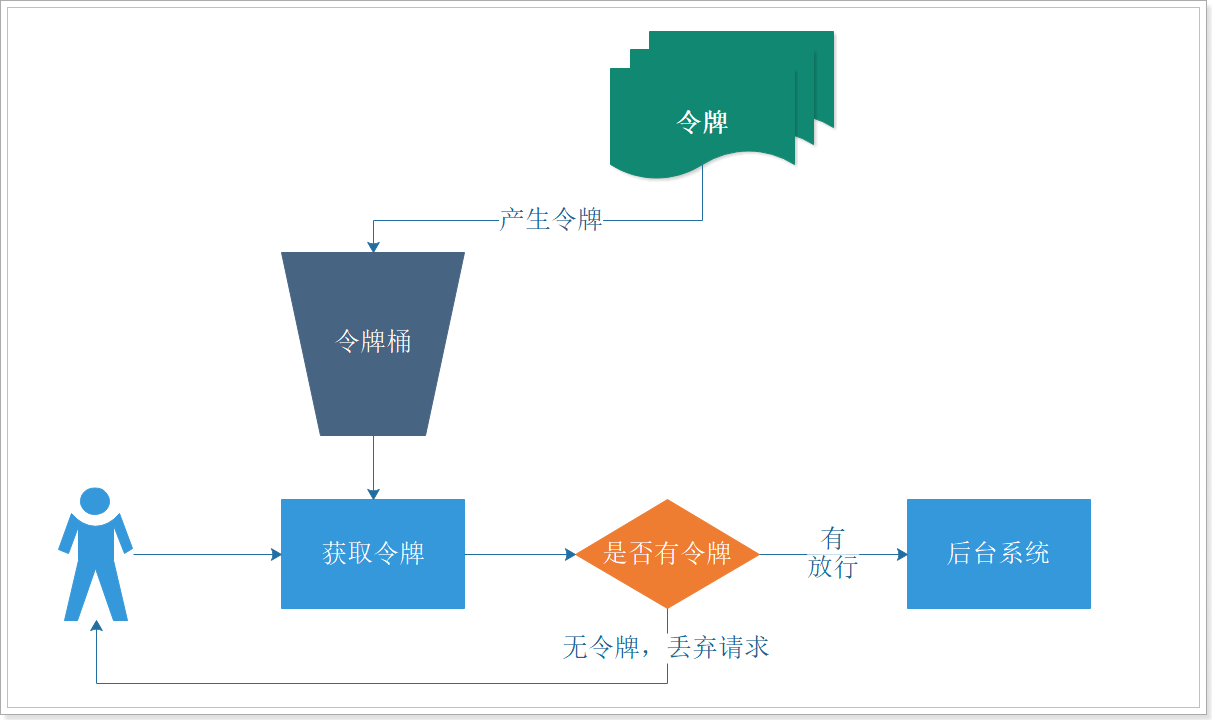 令牌
产生令牌
令牌桶
获取令牌
是否有令牌
有
放行
后台系统
无令牌，丢弃请求